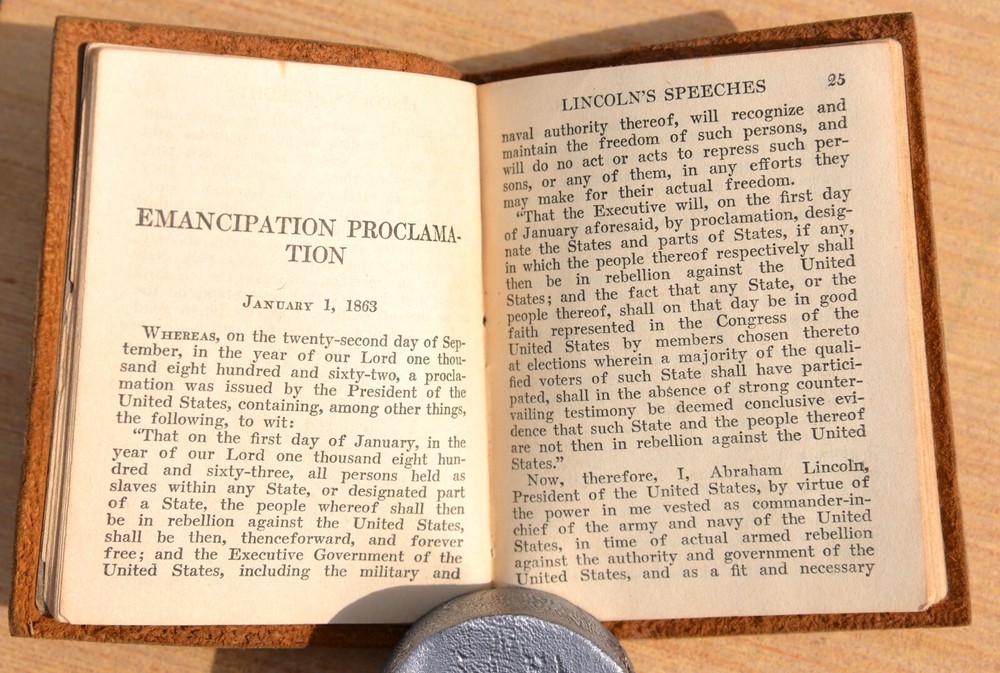 EMANCIPATION PROCLAMA-
TION
JANUARY 1, 1863
WHEREAS, on the twenty-second day of Sep-
tember, in the year of our Lord one thou-
sand eight hundred and sixty-two, a procla-
mation was issued by the President of the
United States, containing, among other things,
the following, to wit:
“That on the first day of January, in the
year of our Lord one thousand eight hun-
dred and sixty-three, all persons held as
slaves within any State, or designated part
of a State, the people whereof shall then
be in rebellion against the United States,
shall be then, thenceforward, and forever
free; and the Executive Government of the
United States, including the military and
LINCOLN’S SPEECHES 25
naval authority thereof, will recognize and
maintain the freedom of such persons, and
will do no act or acts to repress such per-
sons, or any of them, in any efforts they
may make for their actual freedom.
“That the Executive will, on the first day
of January aforesaid, by proclamation, desig-
nate the States and parts of States, if any,
in which the people thereof respectively shall
then be in rebellion against the United
States; and the fact that any State, or the
people thereof, shall on that day be in good
faith represented in the Congress of the
United States by members chosen thereto
at elections wherein a majority of the quali-
fied voters of such State shall have partici-
pated, shall in the absence of strong counter-
vailing testimony be deemed conclusive evi-
dence that such State and the people thereof
are not then in rebellion against the United
States.”
Now, therefore, I, Abraham Lincoln,
President of the United States, by virtue of
the power in me vested as commander-in-
chief of the army and navy of the United
States, in time of actual armed rebellion
against the authority and government of the
United States, and as a fit and necessary